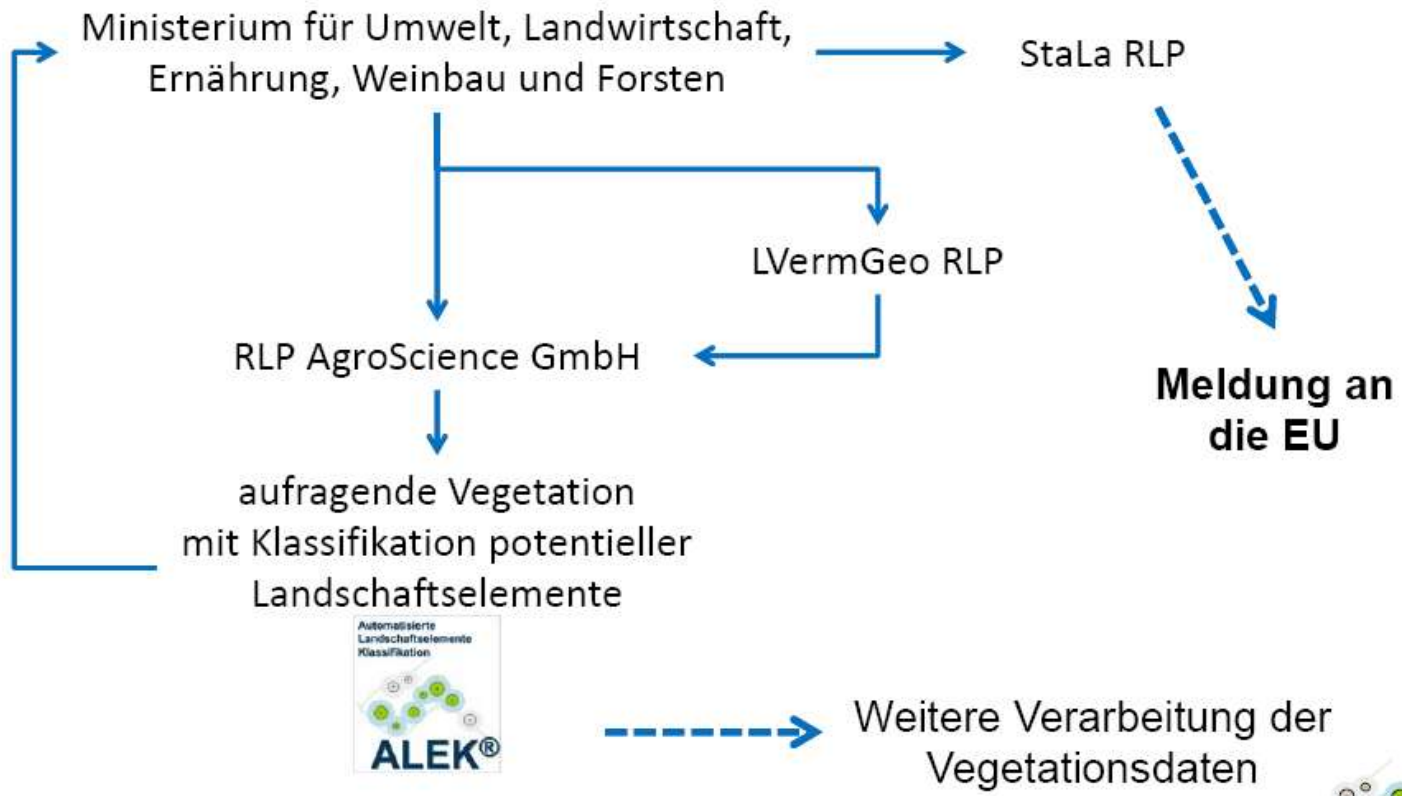 Ministerium für Umwelt, Landwirtschaft,
Ernährung, Weinbau und Forsten
StaLa RLP
LVermGeo RLP
RLP AgroScience GmbH
Meldung an
die EU
aufragende Vegetation
mit Klassifikation potentieller
Landschaftselemente
Automatisierte
Landschaftselemente
Klassifikation
ALEK®
Weitere Verarbeitung der
Vegetationsdaten